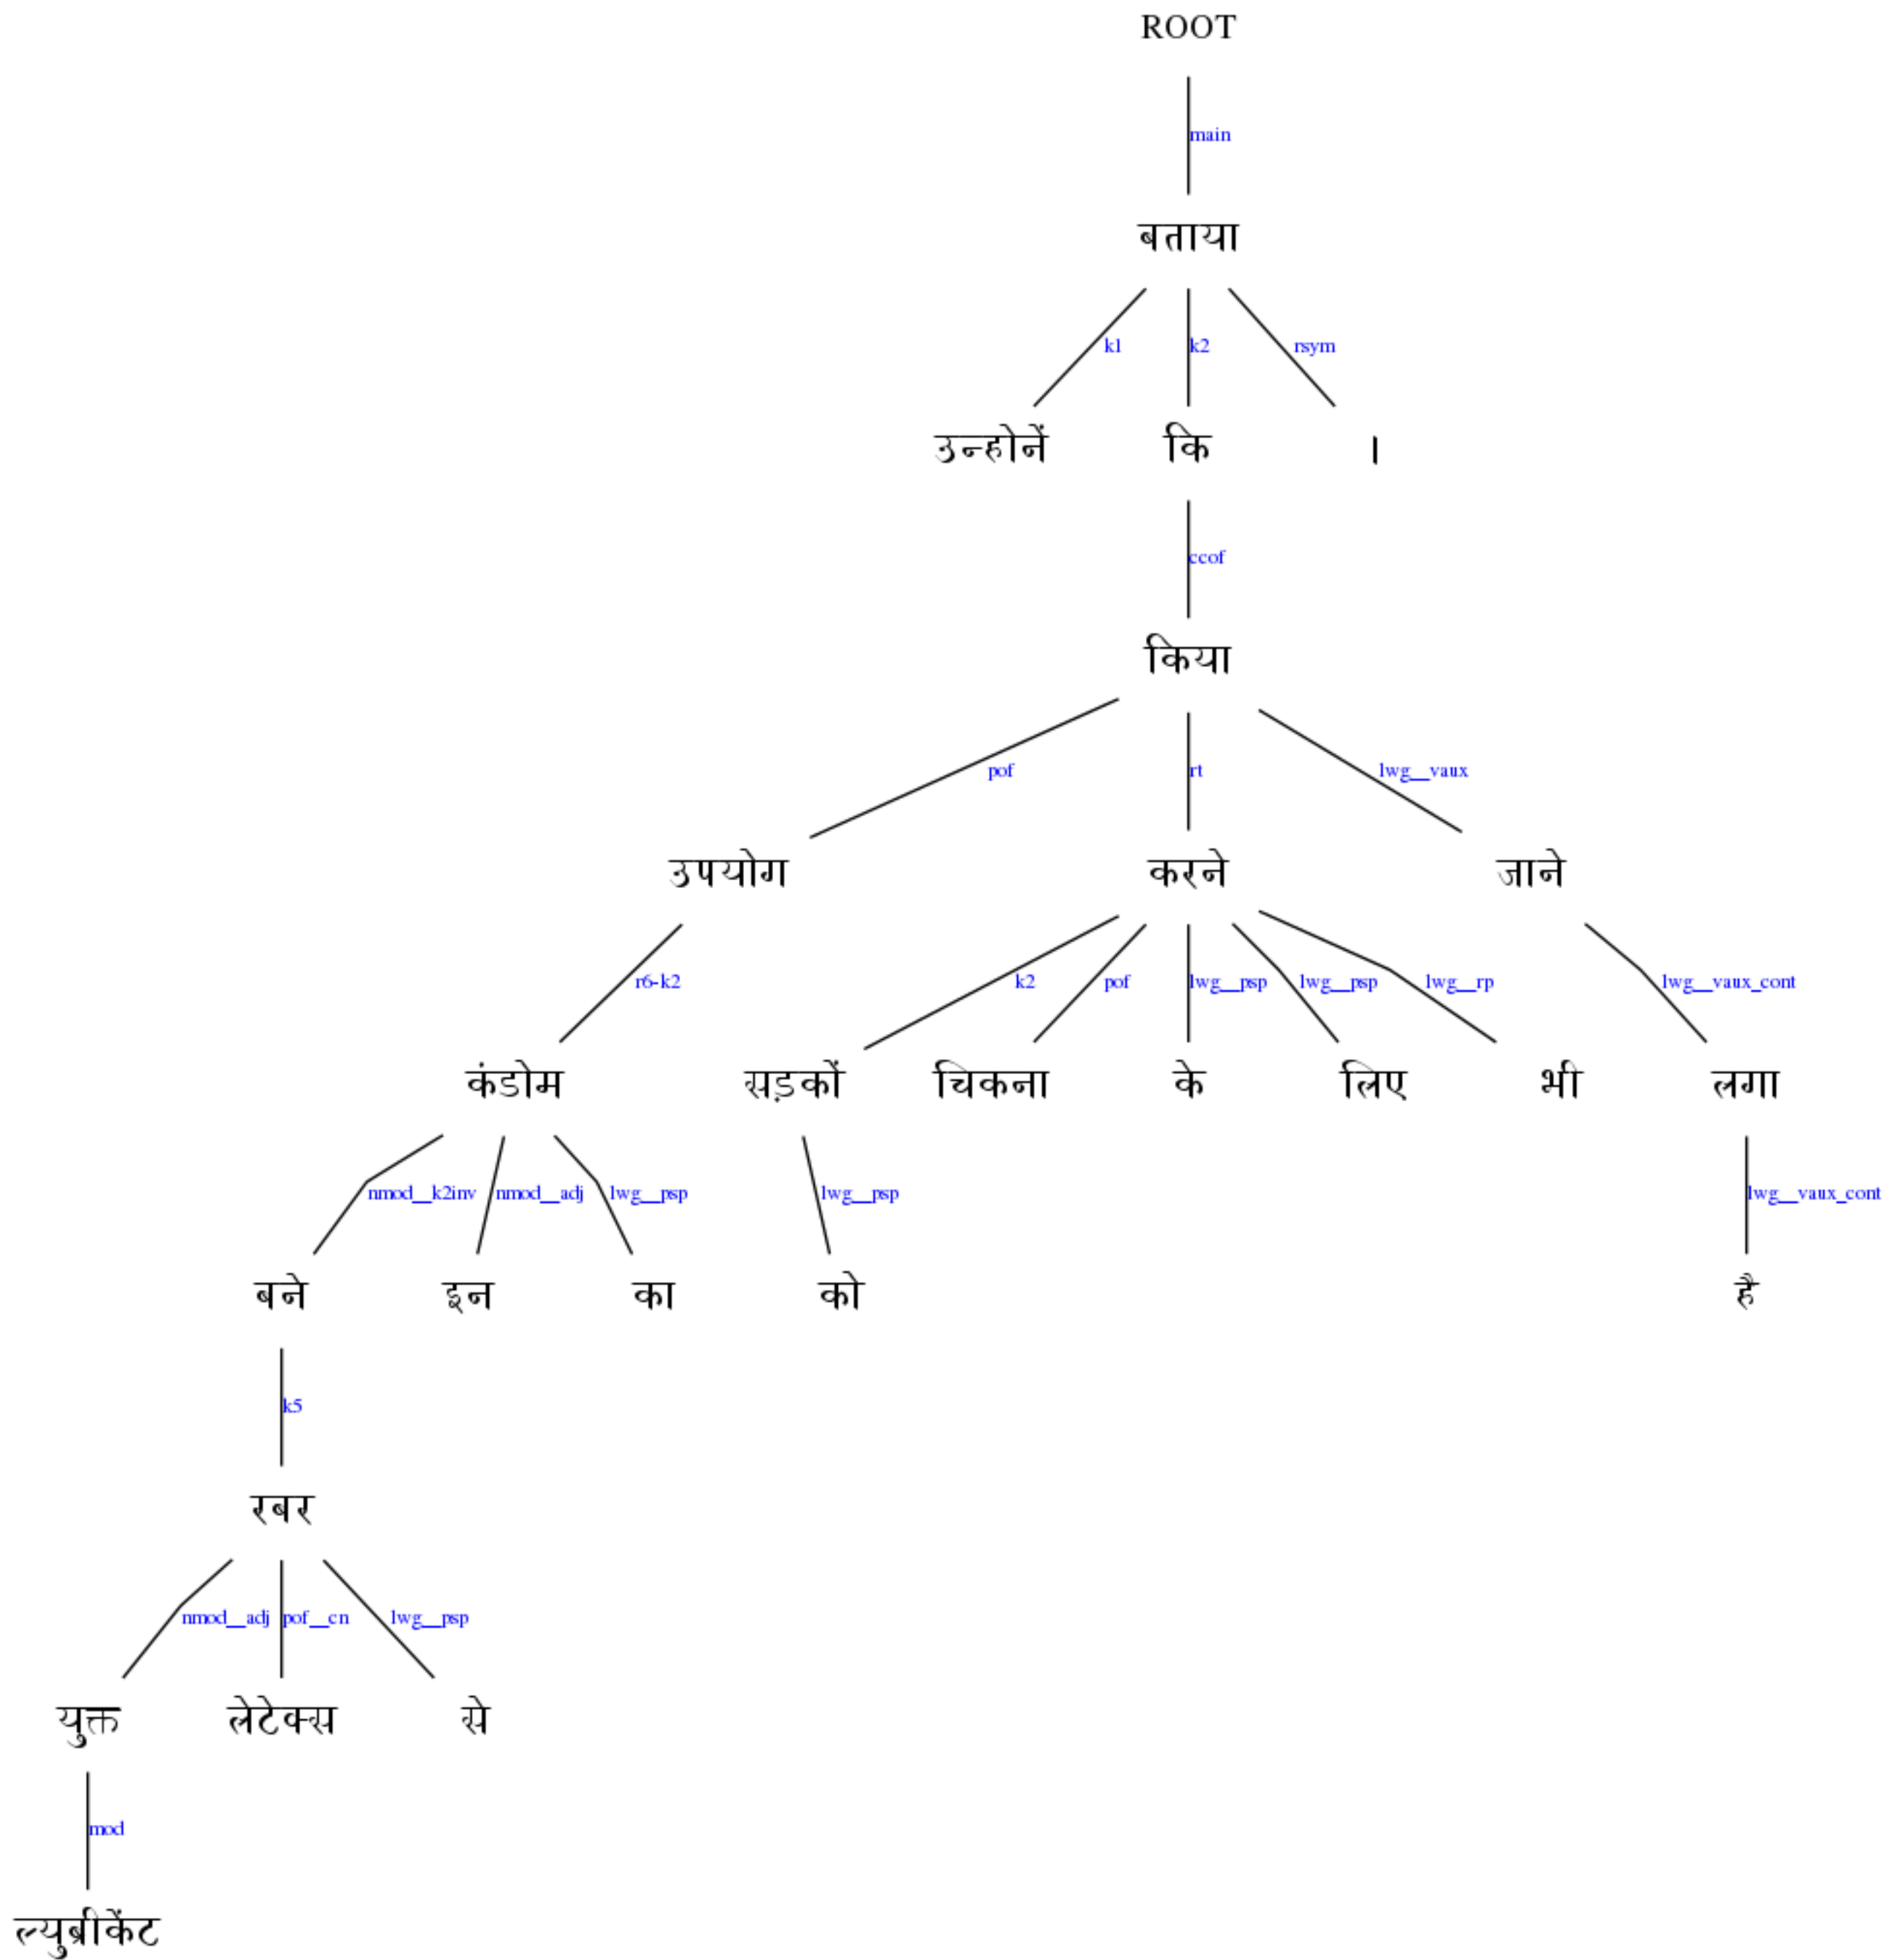 ROOT
main
बताया
k1 k2 rsym
उन्होनें कि ।
ccof
किया
pof rt lwg__vaux
उपयोग करने जाने
r6-k2 k2 pof lwg__psp lwg__psp lwg__rp lwg__vaux_cont
कंडोम सड़कों चिकना के लिए भी लगा
nmod__k2inv nmod__adj lwg__psp lwg__psp lwg__vaux_cont
बने इन का को है
k5
रबर
nmod__adj pof__cn lwg__psp
युक्त लेटेक्स से
mod
ल्युब्रीकेंट